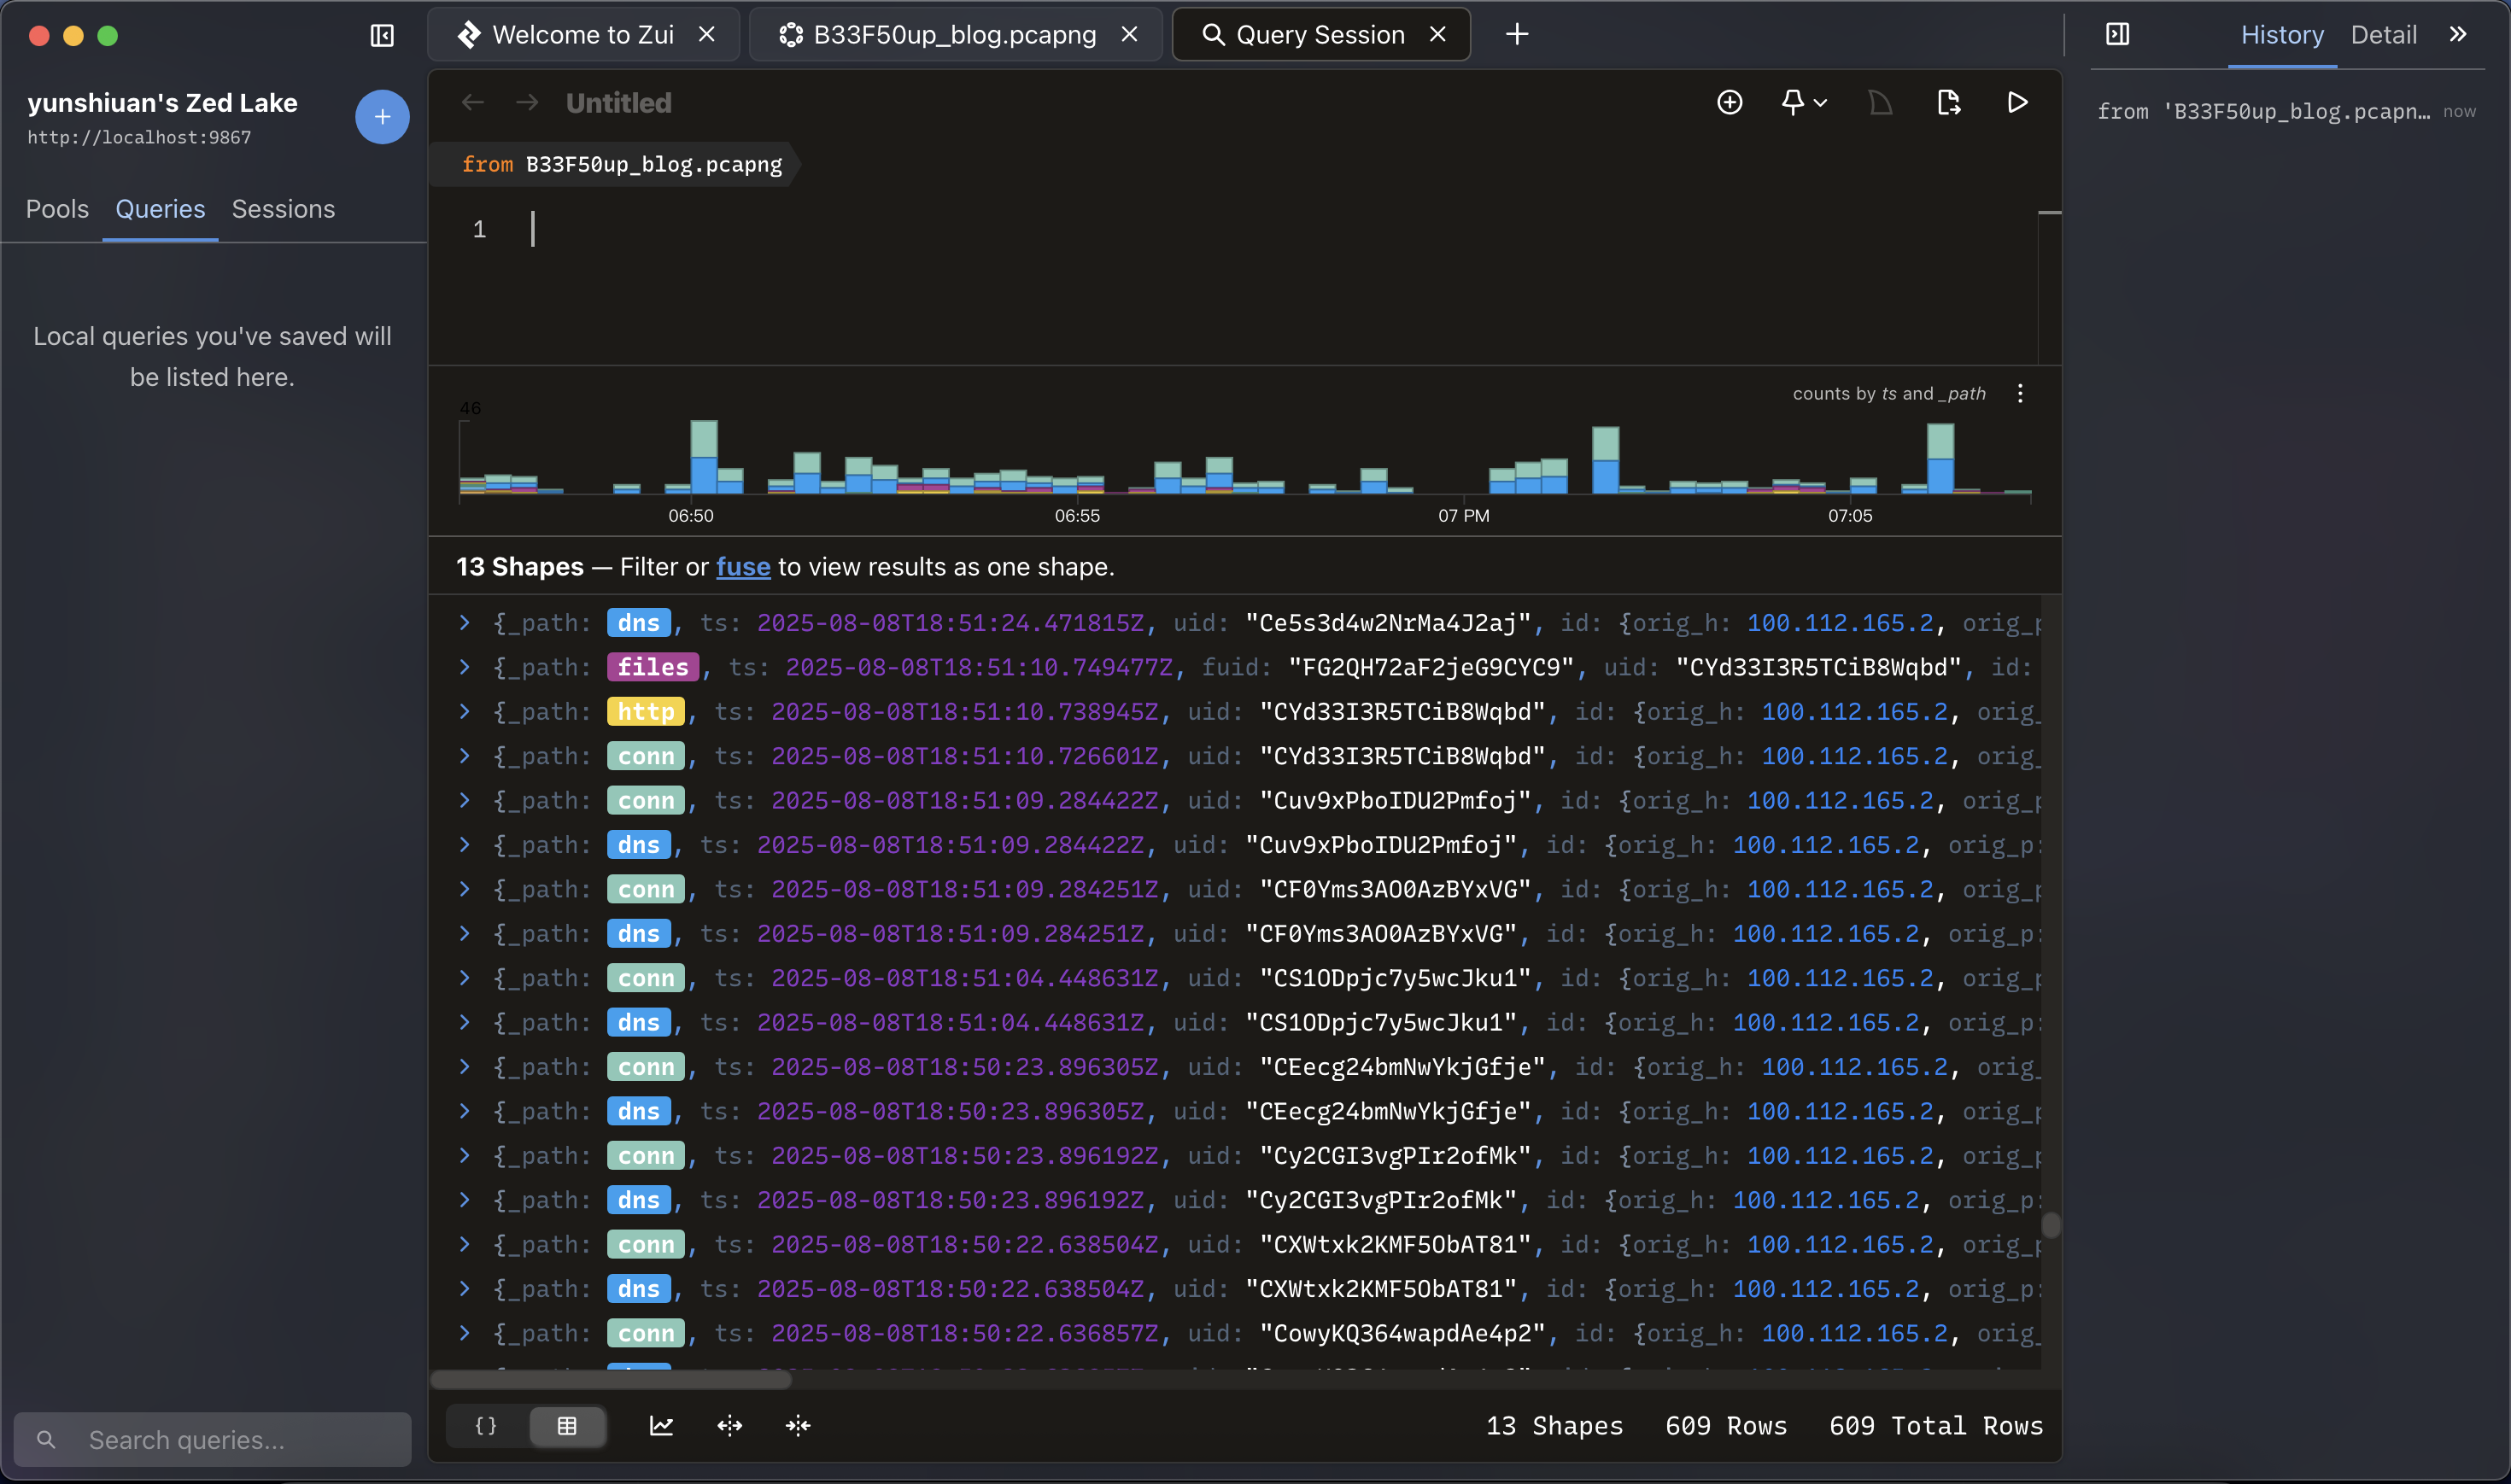 Welcome to Zui
B33F50up_blog.pcapng
Query Session
History
Detail
yunshiuan's Zed Lake
http://localhost:9867
Pools
Queries
Sessions
Local queries you've saved will
be listed here.
Search queries...
Untitled
from B33F50up_blog.pcapng
1
from 'B33F50up_blog.pcapn… now
counts by ts and _path
46
06:50
06:55
07 PM
07:05
13 Shapes — Filter or fuse to view results as one shape.
{_path: dns, ts: 2025-08-08T18:51:24.471815Z, uid: "Ce5s3d4w2NrMa4J2aj", id: {orig_h: 100.112.165.2, orig_p
{_path: files, ts: 2025-08-08T18:51:10.749477Z, fuid: "FG2QH72aF2jeG9CYC9", uid: "CYd33I3R5TCiB8Wqbd", id:
{_path: http, ts: 2025-08-08T18:51:10.738945Z, uid: "CYd33I3R5TCiB8Wqbd", id: {orig_h: 100.112.165.2, orig_
{_path: conn, ts: 2025-08-08T18:51:10.726601Z, uid: "CYd33I3R5TCiB8Wqbd", id: {orig_h: 100.112.165.2, orig_
{_path: conn, ts: 2025-08-08T18:51:09.284422Z, uid: "Cuv9xPboIDU2Pmfoj", id: {orig_h: 100.112.165.2, orig_p
{_path: dns, ts: 2025-08-08T18:51:09.284422Z, uid: "Cuv9xPboIDU2Pmfoj", id: {orig_h: 100.112.165.2, orig_p:
{_path: conn, ts: 2025-08-08T18:51:09.284251Z, uid: "CF0Yms3AO0AzBYxVG", id: {orig_h: 100.112.165.2, orig_p
{_path: dns, ts: 2025-08-08T18:51:09.284251Z, uid: "CF0Yms3AO0AzBYxVG", id: {orig_h: 100.112.165.2, orig_p:
{_path: conn, ts: 2025-08-08T18:51:04.448631Z, uid: "CS1ODpjc7y5wcJku1", id: {orig_h: 100.112.165.2, orig_p
{_path: dns, ts: 2025-08-08T18:51:04.448631Z, uid: "CS1ODpjc7y5wcJku1", id: {orig_h: 100.112.165.2, orig_p:
{_path: conn, ts: 2025-08-08T18:50:23.896305Z, uid: "CEecg24bmNwYkjGfje", id: {orig_h: 100.112.165.2, orig_
{_path: dns, ts: 2025-08-08T18:50:23.896305Z, uid: "CEecg24bmNwYkjGfje", id: {orig_h: 100.112.165.2, orig_p
{_path: conn, ts: 2025-08-08T18:50:23.896192Z, uid: "Cy2CGI3vgPIr2ofMk", id: {orig_h: 100.112.165.2, orig_p
{_path: dns, ts: 2025-08-08T18:50:23.896192Z, uid: "Cy2CGI3vgPIr2ofMk", id: {orig_h: 100.112.165.2, orig_p:
{_path: conn, ts: 2025-08-08T18:50:22.638504Z, uid: "CXWtxk2KMF5ObAT81", id: {orig_h: 100.112.165.2, orig_p
{_path: dns, ts: 2025-08-08T18:50:22.638504Z, uid: "CXWtxk2KMF5ObAT81", id: {orig_h: 100.112.165.2, orig_p:
{_path: conn, ts: 2025-08-08T18:50:22.636857Z, uid: "CowyKQ364wapdAe4p2", id: {orig_h: 100.112.165.2, orig_
13 Shapes
609 Rows
609 Total Rows